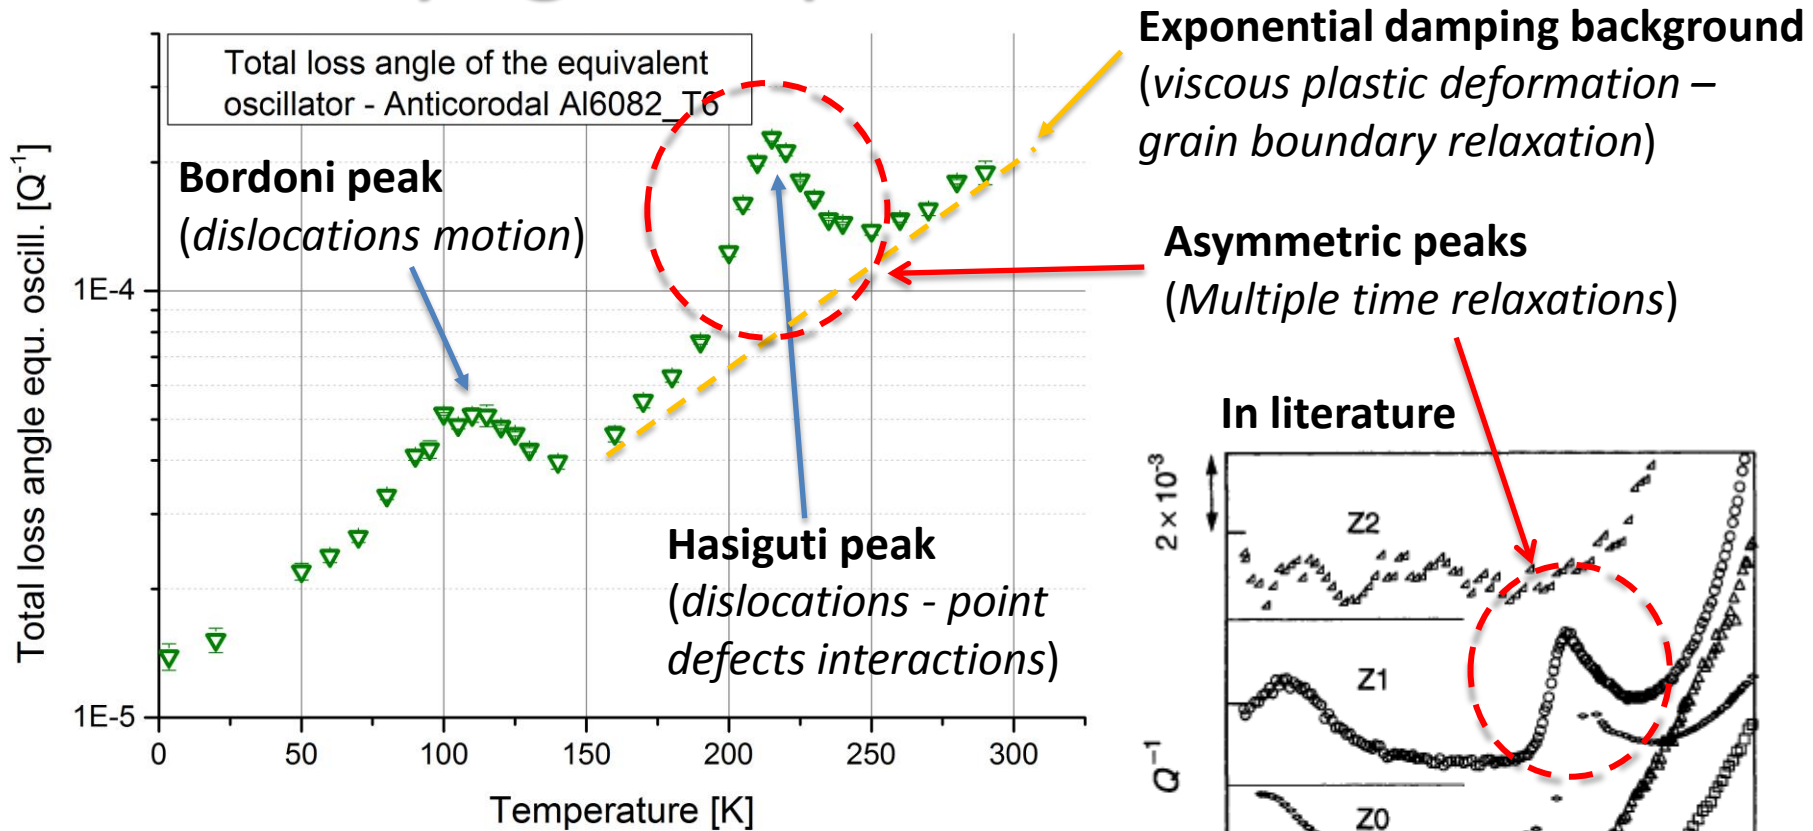 Exponential damping background
(viscous plastic deformation –
grain boundary relaxation)
Total loss angle of the equivalent
oscillator - Anticorodal Al6082_T6
Bordoni peak
(dislocations motion)
Asymmetric peaks
(Multiple time relaxations)
In literature
Hasiguti peak
(dislocations - point
defects interactions)
Total loss angle equ. oscill. [Q⁻¹]
1E-4
1E-5
0 50 100 150 200 250 300
Temperature [K]
2 × 10⁻³
Z2
Z1
Q⁻¹
Z0